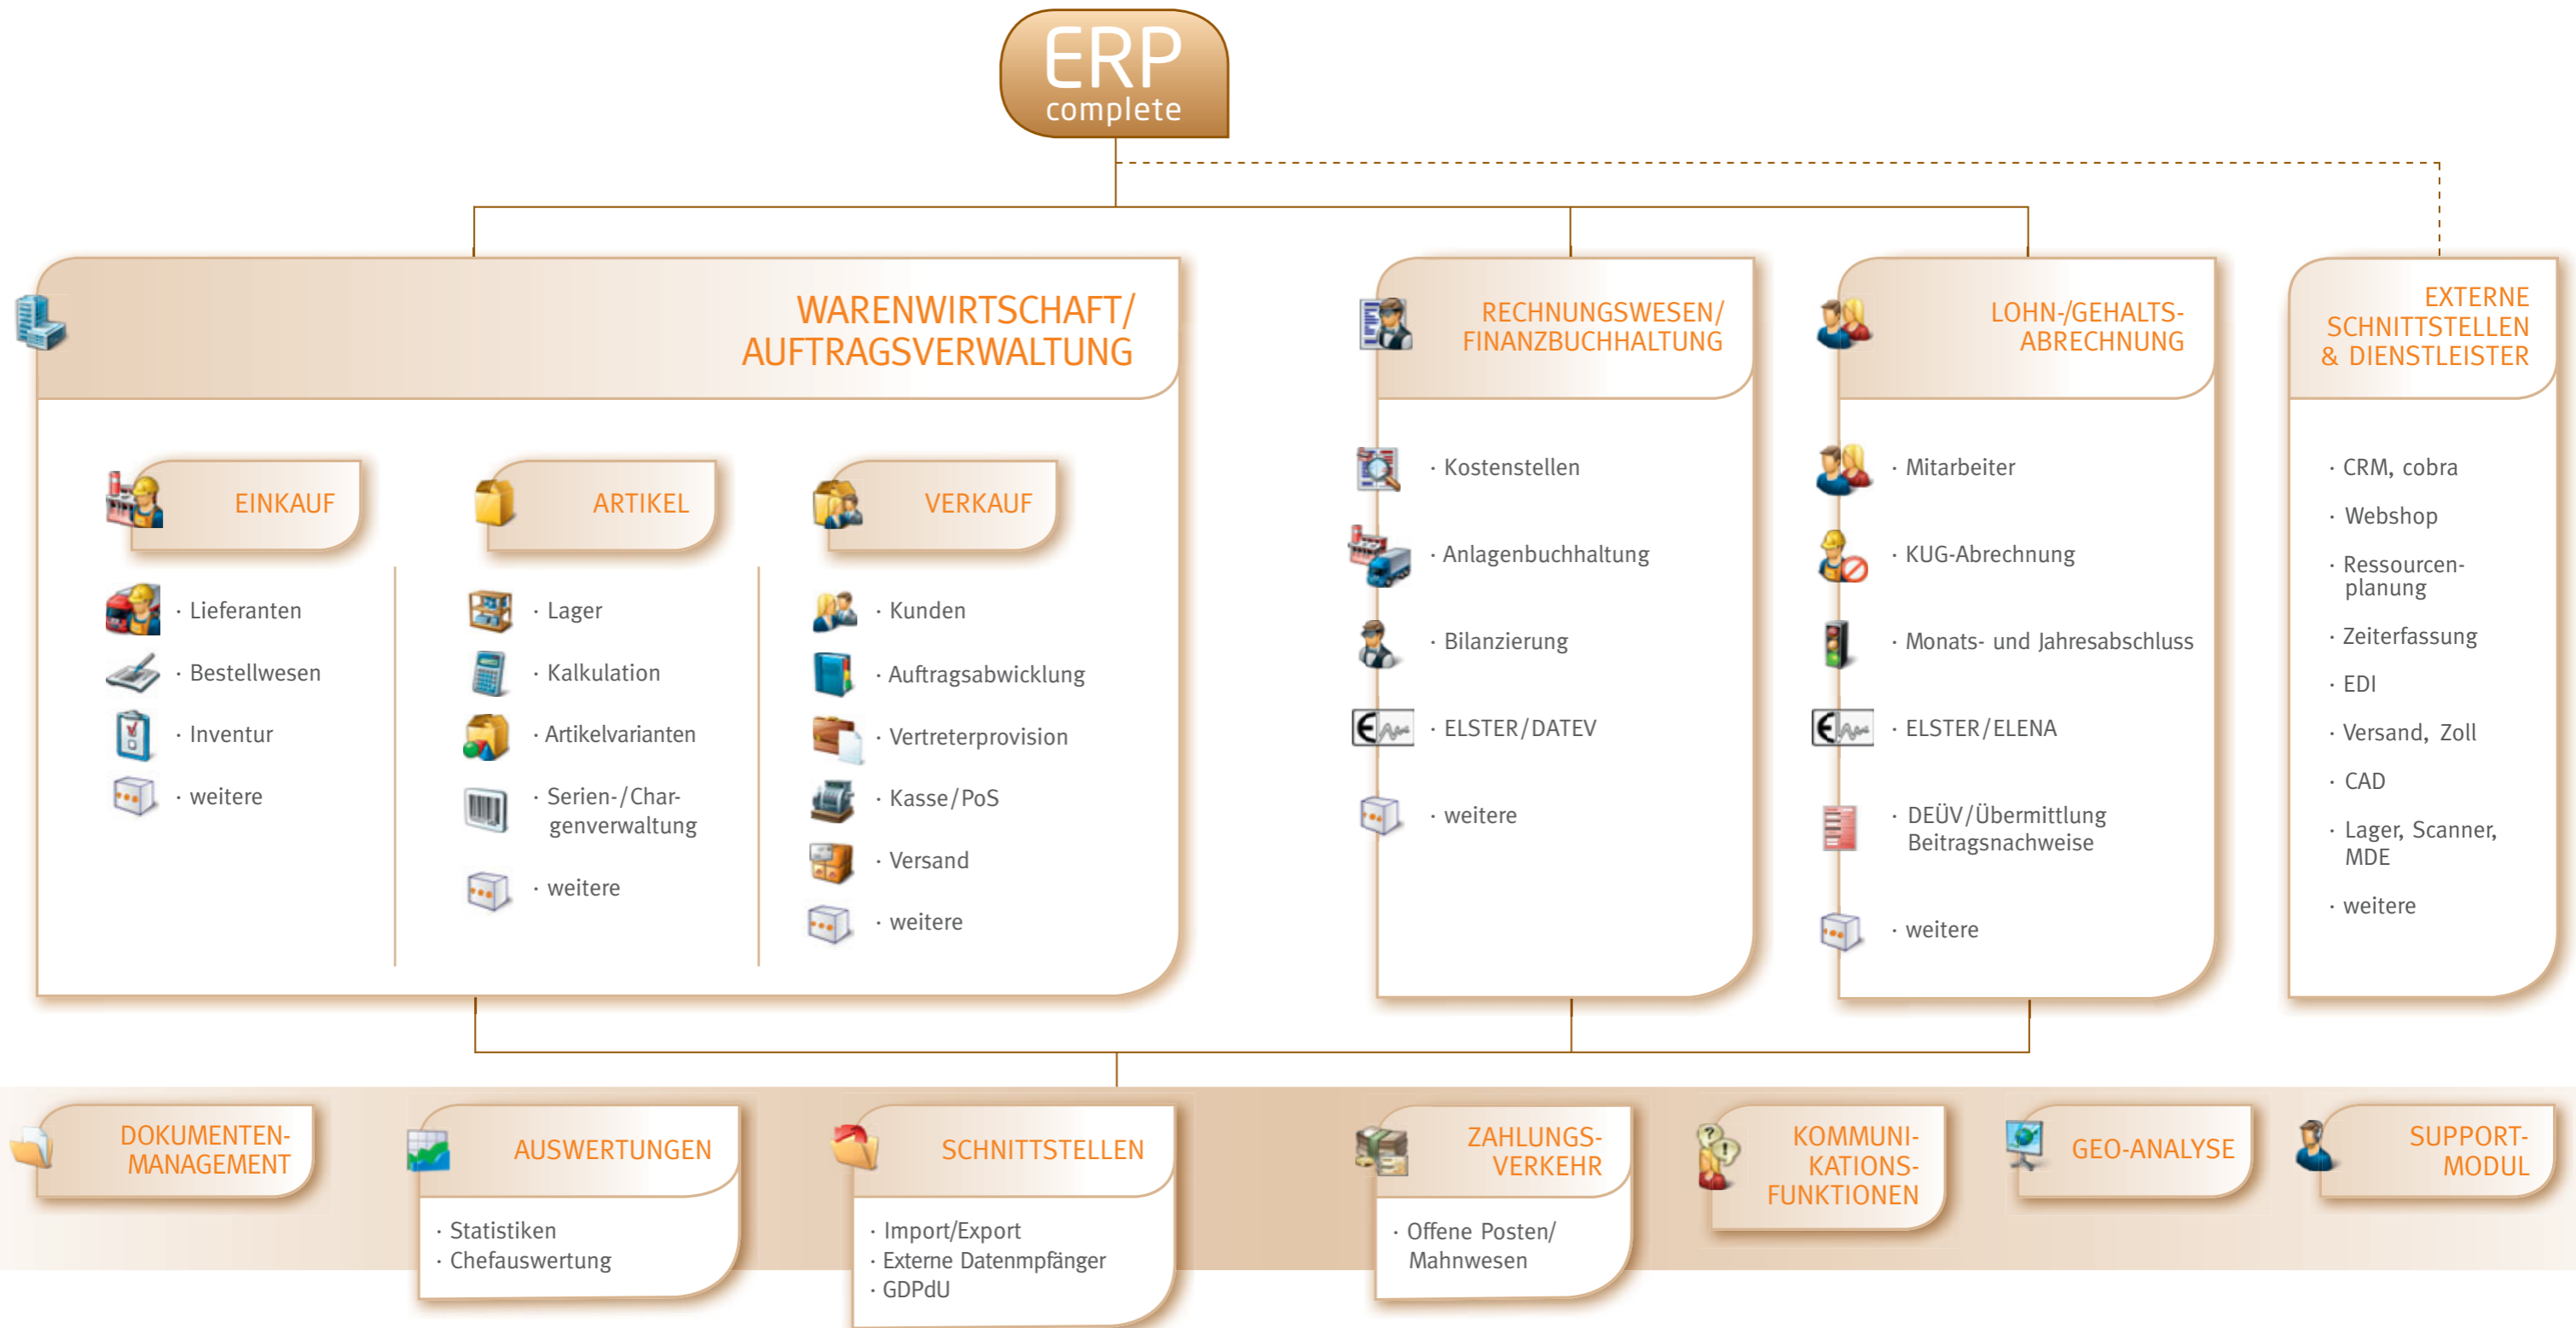 ERP
complete
WARENWIRTSCHAFT/
AUFTRAGSVERWALTUNG
EINKAUF
· Lieferanten
· Bestellwesen
· Inventur
· weitere
ARTIKEL
· Lager
· Kalkulation
· Artikelvarianten
· Serien-/Char-
genverwaltung
· weitere
VERKAUF
· Kunden
· Auftragsabwicklung
· Vertreterprovision
· Kasse/PoS
· Versand
· weitere
RECHNUNGSWESEN/
FINANZBUCHHALTUNG
· Kostenstellen
· Anlagenbuchhaltung
· Bilanzierung
· ELSTER/DATEV
· weitere
LOHN-/GEHALTS-
ABRECHNUNG
· Mitarbeiter
· KUG-Abrechnung
· Monats- und Jahresabschluss
· ELSTER/ELENA
· DEÜV/Übermittlung
Beitragsnachweise
· weitere
EXTERNE
SCHNITTSTELLEN
& DIENSTLEISTER
· CRM, cobra
· Webshop
· Ressourcen-
planung
· Zeiterfassung
· EDI
· Versand, Zoll
· CAD
· Lager, Scanner,
MDE
· weitere
DOKUMENTEN-
MANAGEMENT
AUSWERTUNGEN
· Statistiken
· Chefauswertung
SCHNITTSTELLEN
· Import/Export
· Externe Datenmpfänger
· GDPdU
ZAHLUNGS-
VERKEHR
· Offene Posten/
Mahnwesen
KOMMUNI-
KATIONS-
FUNKTIONEN
GEO-ANALYSE
SUPPORT-
MODUL